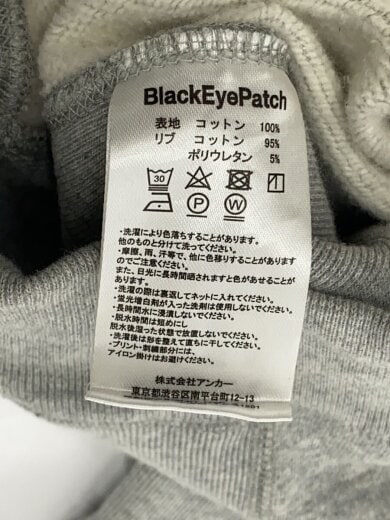 BlackEyePatch
表地 コットン 100%
リブ コットン 95%
ポリウレタン 5%
30
P W
・洗濯により色落ちすることがあります。
他のものと分けて洗ってください。
・摩擦、雨、汗等で、他に色移りすることがあります
のでご注意ください。
また、日光に長時間晒されますと色があせることが
あります。
・洗濯の際は裏返してネットに入れてください。
・蛍光増白剤が入った洗剤は使用しないでください。
・長時間水に浸漬しないでください。
・脱水時間は短めにし
脱水後湿った状態で放置しないでください。
・洗濯後は形を整えて直ちに干してください。
・プリント・刺繍部分には、
アイロン掛けはお避けください。
株式会社アンカー
東京都渋谷区南平台町12-13